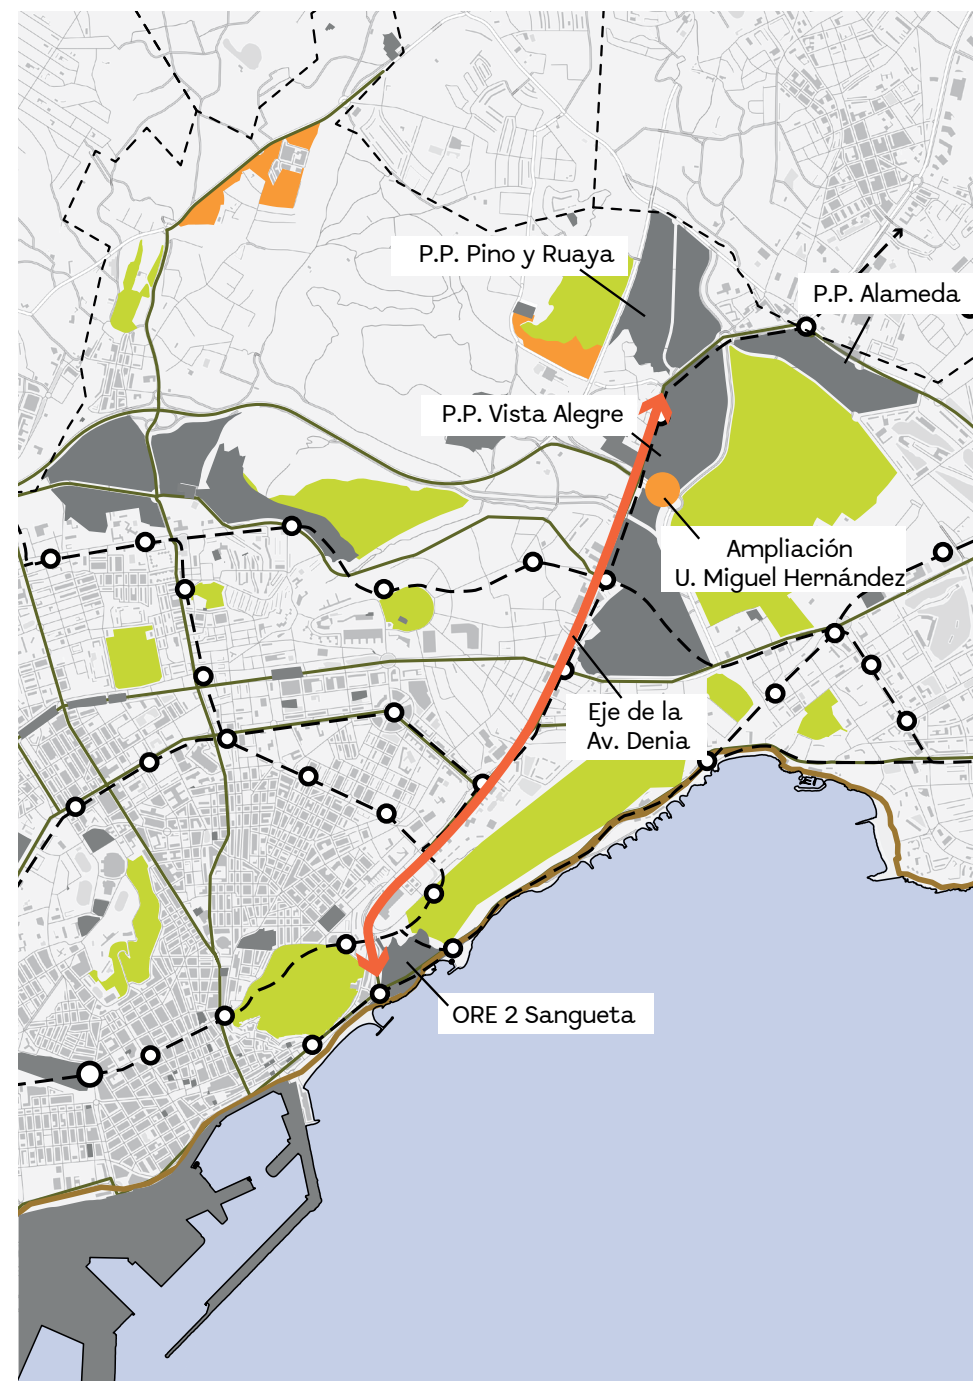 P.P. Pino y Ruaya
P.P. Alameda
P.P. Vista Alegre
Ampliación
U. Miguel Hernández
Eje de la
Av. Denia
ORE 2 Sangueta